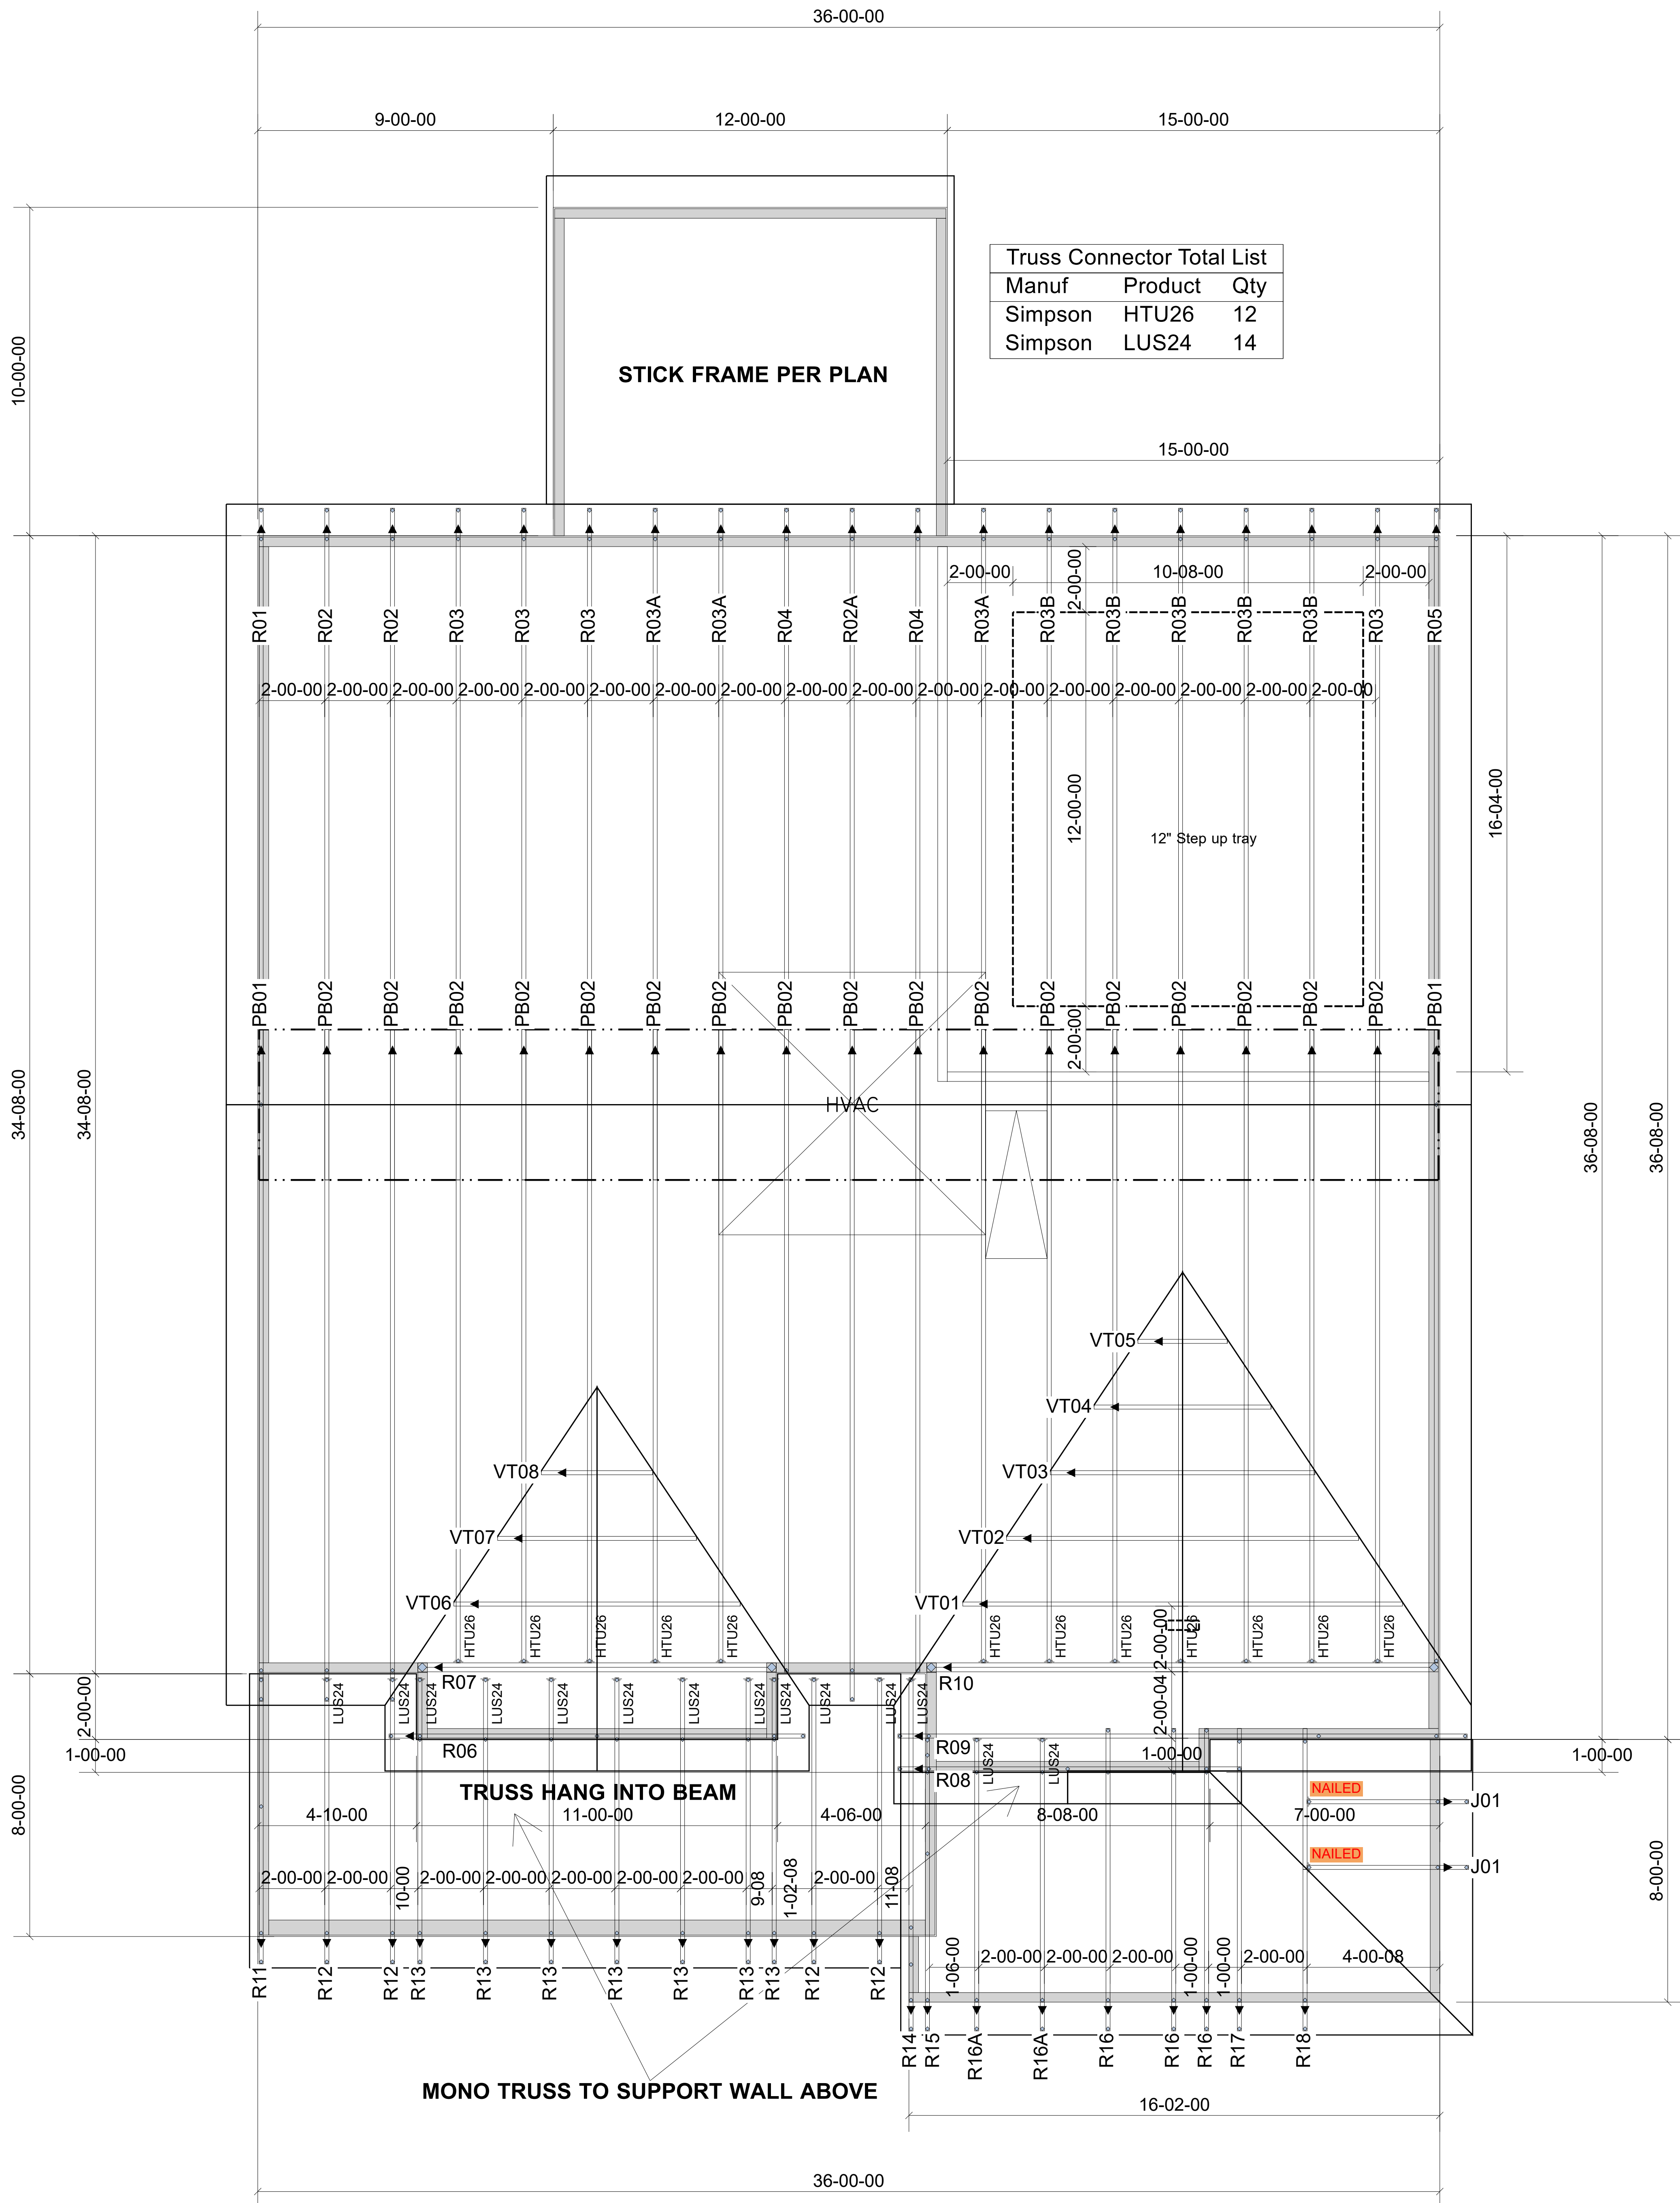 36-00-00
9-00-00 12-00-00 15-00-00
Truss Connector Total List
Manuf Product Qty
Simpson HTU26 12
Simpson LUS24 14
10-00-00
STICK FRAME PER PLAN
15-00-00
2-00-00 10-08-00 2-00-00
2-00-00
R01 R02 R02 R03 R03 R03 R03A R03A R04 R02A R04 R03A R03B R03B R03B R03B R03B R03 R05
2-00-00 2-00-00 2-00-00 2-00-00 2-00-00 2-00-00 2-00-00 2-00-00 2-00-00 2-00-00 2-00-00 2-00-00 2-00-00 2-00-00 2-00-00 2-00-00 2-00-00
12-00-00
16-04-00
12" Step up tray
PB01 PB02 PB02 PB02 PB02 PB02 PB02 PB02 PB02 PB02 PB02 PB02 PB02 PB02 PB02 PB02 PB02 PB02 PB01
2-00-00
34-08-00
34-08-00
HVAC
36-08-00
36-08-00
VT05
VT04
VT08 VT03
VT07 VT02
VT06 VT01
HTU26 HTU26 HTU26 HTU26 HTU26 HTU26 HTU26 HTU26 HTU26 HTU26 HTU26 HTU26
2-00-00
R07 R10
LUS24 LUS24 LUS24 LUS24 LUS24 LUS24 LUS24 LUS24 LUS24 LUS24 LUS24 LUS24
2-00-04
2-00-00
R06 R09
1-00-00 1-00-00 1-00-00
LUS24 LUS24
R08
TRUSS HANG INTO BEAM
NAILED J01
4-10-00 11-00-00 4-06-00 8-08-00 7-00-00
8-00-00
NAILED J01
2-00-00 2-00-00 10-00 2-00-00 2-00-00 2-00-00 2-00-00 2-00-00 9-08 1-02-08 2-00-00 11-08
8-00-00
1-06-00 2-00-00 2-00-00 2-00-00 1-00-00 1-00-00 2-00-00 4-00-08
R11 R12 R12 R13 R13 R13 R13 R13 R13 R13 R12 R12
R14 R15 R16A R16A R16 R16 R16 R17 R18
MONO TRUSS TO SUPPORT WALL ABOVE
16-02-00
36-00-00